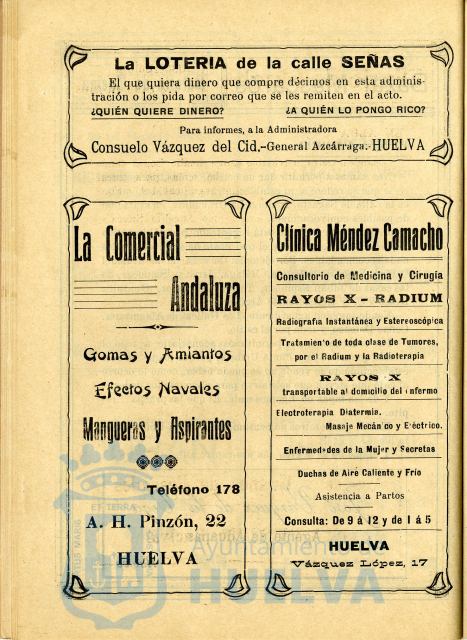 La LOTERIA de la calle SEÑAS
El que quiera dinero que compre décimos en esta adminis-
tración o los pida por correo que se les remiten en el acto.
¿QUIÉN QUIERE DINERO? ¿A QUIÉN LO PONGO RICO?
Para informes, a la Administradora
Consuelo Vázquez del Cid.-General Azcárraga.-HUELVA
La Comercial
Andaluza
Gomas y Amiantos
Efectos Navales
Mangueras y Aspirantes
Teléfono 178
A. H. Pinzón, 22
HUELVA
Clínica Méndez Camacho
Consultorio de Medicina y Cirugía
RAYOS X - RADIUM
Radiografia Instantánea y Estereoscópica
Tratamiento de toda clase de Tumores,
por el Radium y la Radioterapia
RAYOS X
transportable al domicilio del enfermo
Electroterapia Diatermia.
Masaje Mecánico y Eléctrico.
Enfermedades de la Mujer y Secretas
Duchas de Aire Caliente y Frío
Asistencia a Partos
Consulta: De 9 á 12 y de 1 á 5
HUELVA
Vázquez López, 17
Ayuntamiento
HUELVA